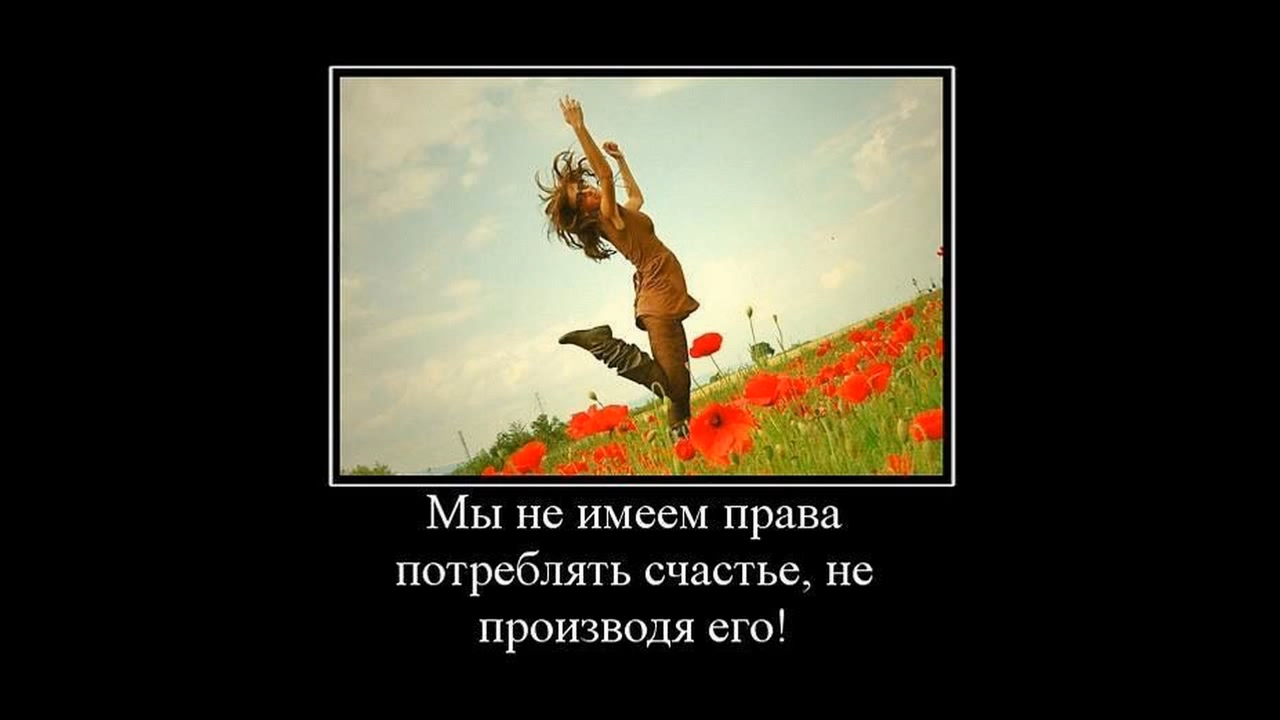 Мы не имеем права
потреблять счастье, не
производя его!